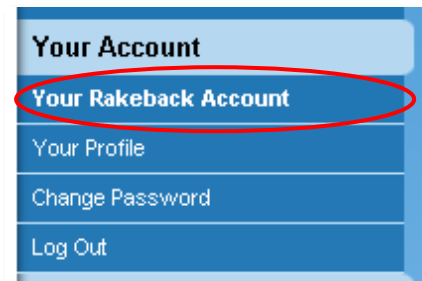 Your Account
Your Rakeback Account
Your Profile
Change Password
Log Out